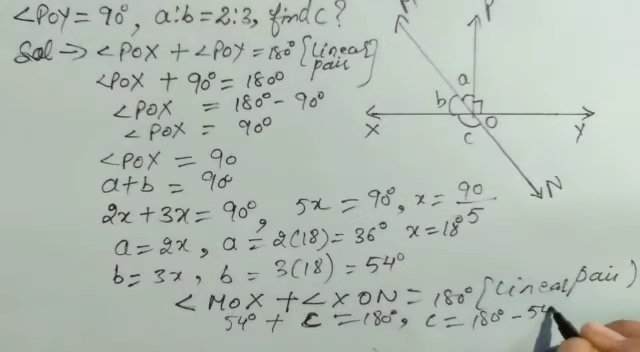 ∠POY = 90°, a:b = 2:3, find c?
Sol → ∠POX + ∠POY = 180° [Linear pair]
∠POX + 90° = 180°
∠POX = 180° - 90°
∠POX = 90°
∠POX = 90
a+b = 90°
2x + 3x = 90°, 5x = 90°, x = 90/5
a = 2x, a = 2(18) = 36° x = 18°
b = 3x, b = 3(18) = 54°
∠MOX + ∠XON = 180° [Linear pair)
54° + c = 180°, c = 180° - 54
M
P
a
b
c
O
X
Y
N